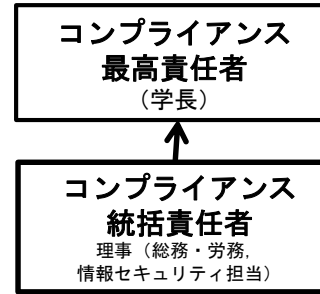 コンプライアンス
最高責任者
（学長）
コンプライアンス
統括責任者
理事（総務・労務,
情報セキュリティ担当）